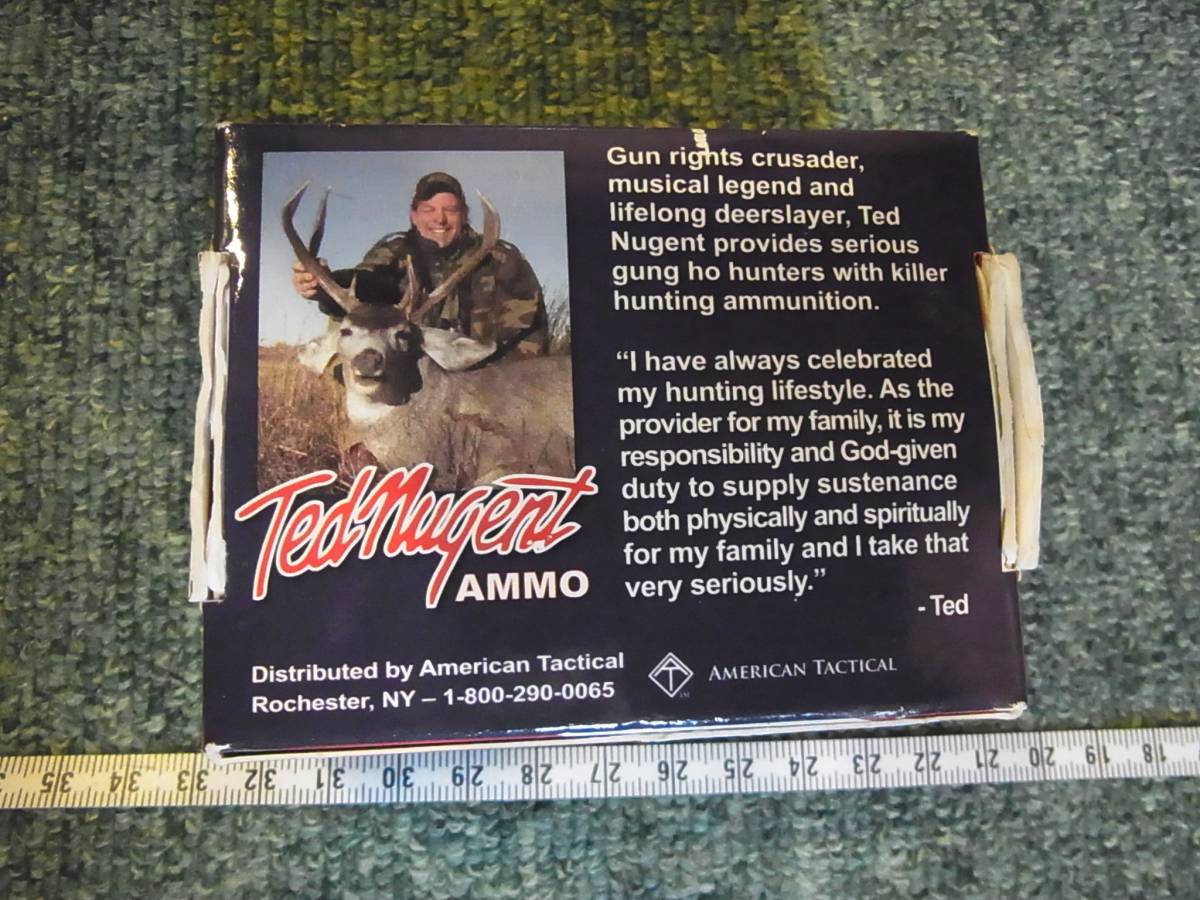 Gun rights crusader,
musical legend and
lifelong deerslayer, Ted
Nugent provides serious
gung ho hunters with killer
hunting ammunition.
“I have always celebrated
my hunting lifestyle. As the
provider for my family, it is my
responsibility and God-given
duty to supply sustenance
both physically and spiritually
for my family and I take that
very seriously.”
- Ted
Ted Nugent
AMMO
Distributed by American Tactical
Rochester, NY – 1-800-290-0065
AMERICAN TACTICAL
TM
35 34 33 32 31 30 29 28 27 26 25 24 23 22 21 20 19 18